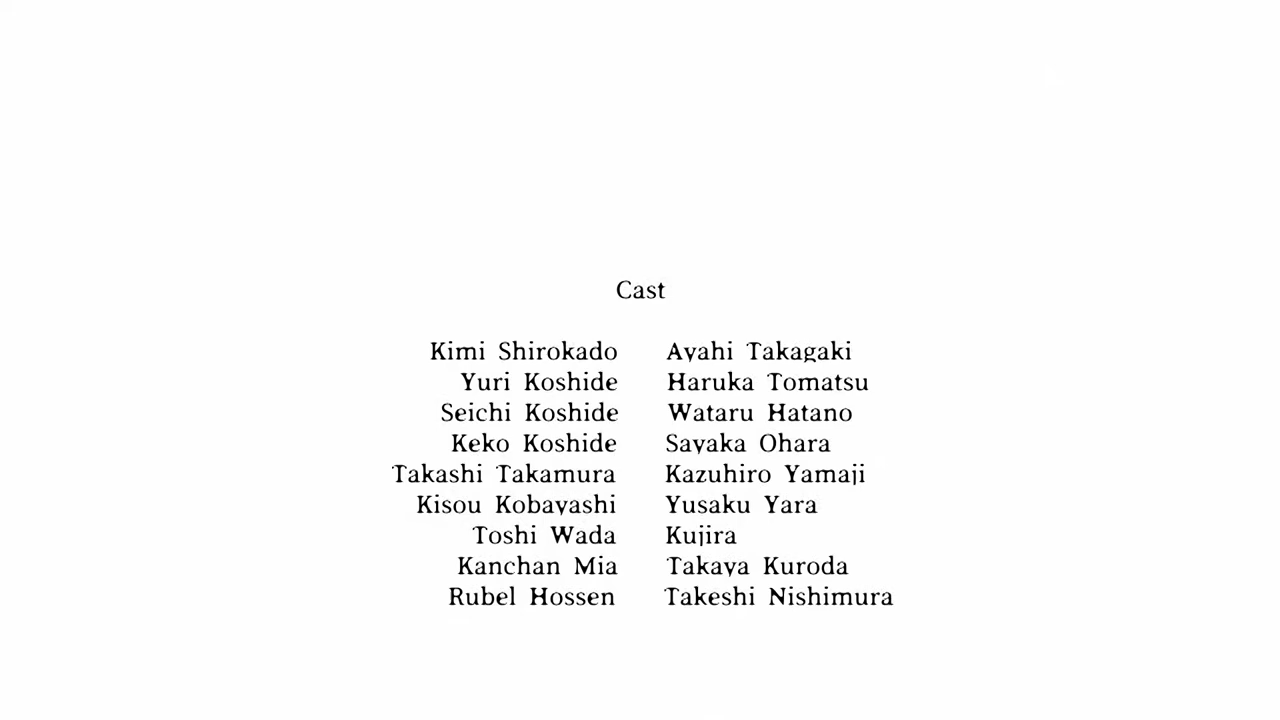 Cast
Kimi Shirokado Ayahi Takagaki
Yuri Koshide Haruka Tomatsu
Seichi Koshide Wataru Hatano
Keko Koshide Sayaka Ohara
Takashi Takamura Kazuhiro Yamaji
Kisou Kobayashi Yusaku Yara
Toshi Wada Kujira
Kanchan Mia Takaya Kuroda
Rubel Hossen Takeshi Nishimura